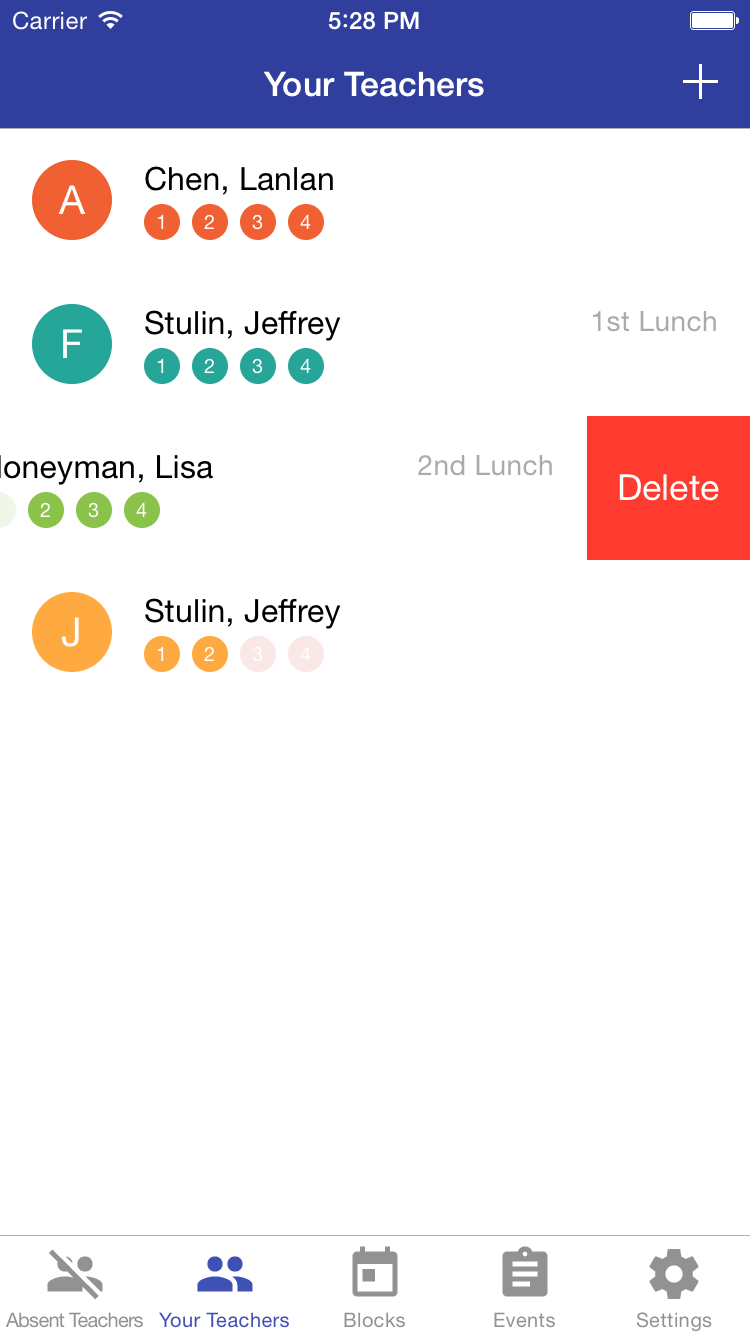 Carrier 5:28 PM
Your Teachers
A Chen, Lanlan
1 2 3 4
F Stulin, Jeffrey 1st Lunch
1 2 3 4
oneyman, Lisa 2nd Lunch Delete
2 3 4
J Stulin, Jeffrey
1 2 3 4
Absent Teachers Your Teachers Blocks Events Settings